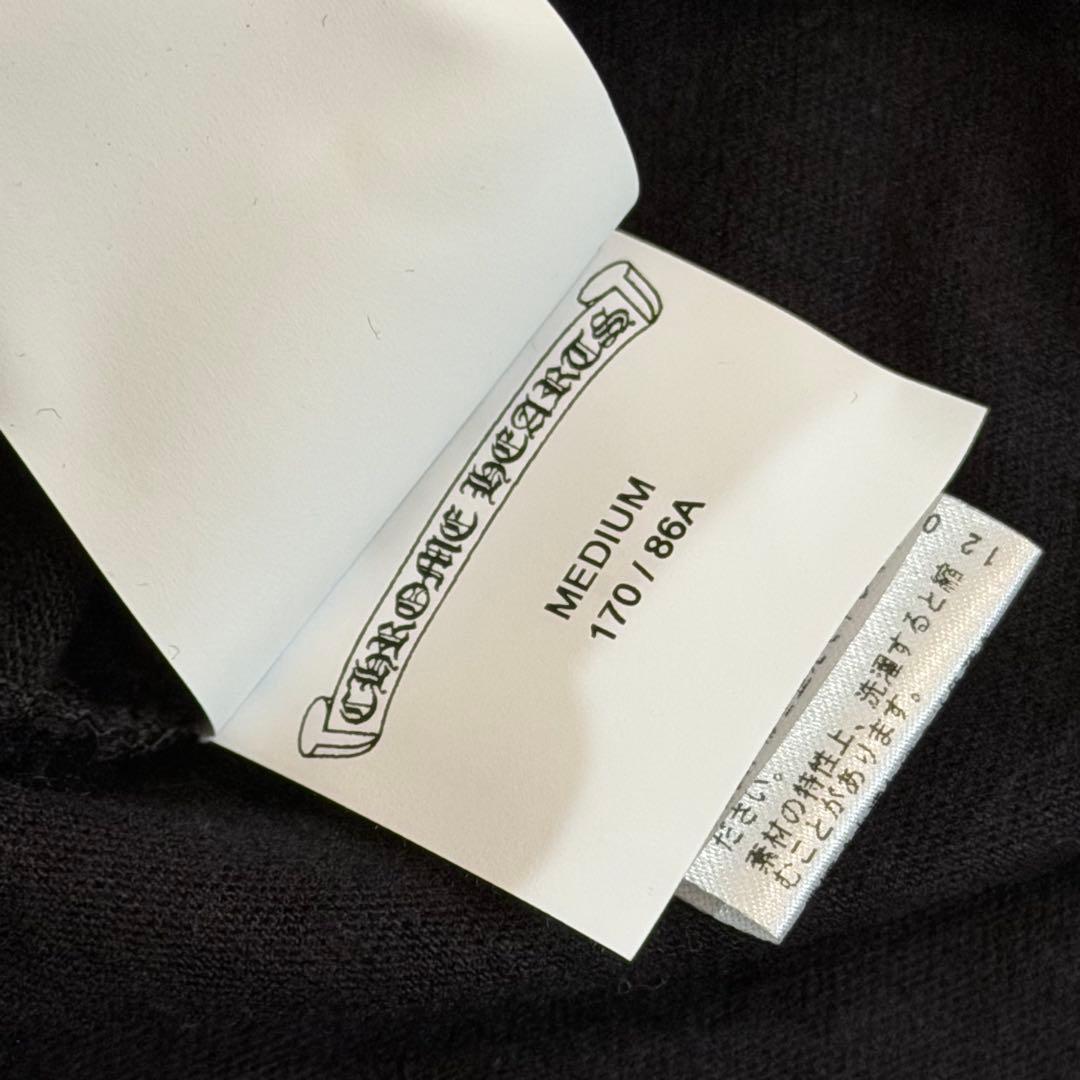 CHROME HEARTS
MEDIUM
170 / 86A
ださい。
素材の特性上、洗濯すると縮
むことがあります。